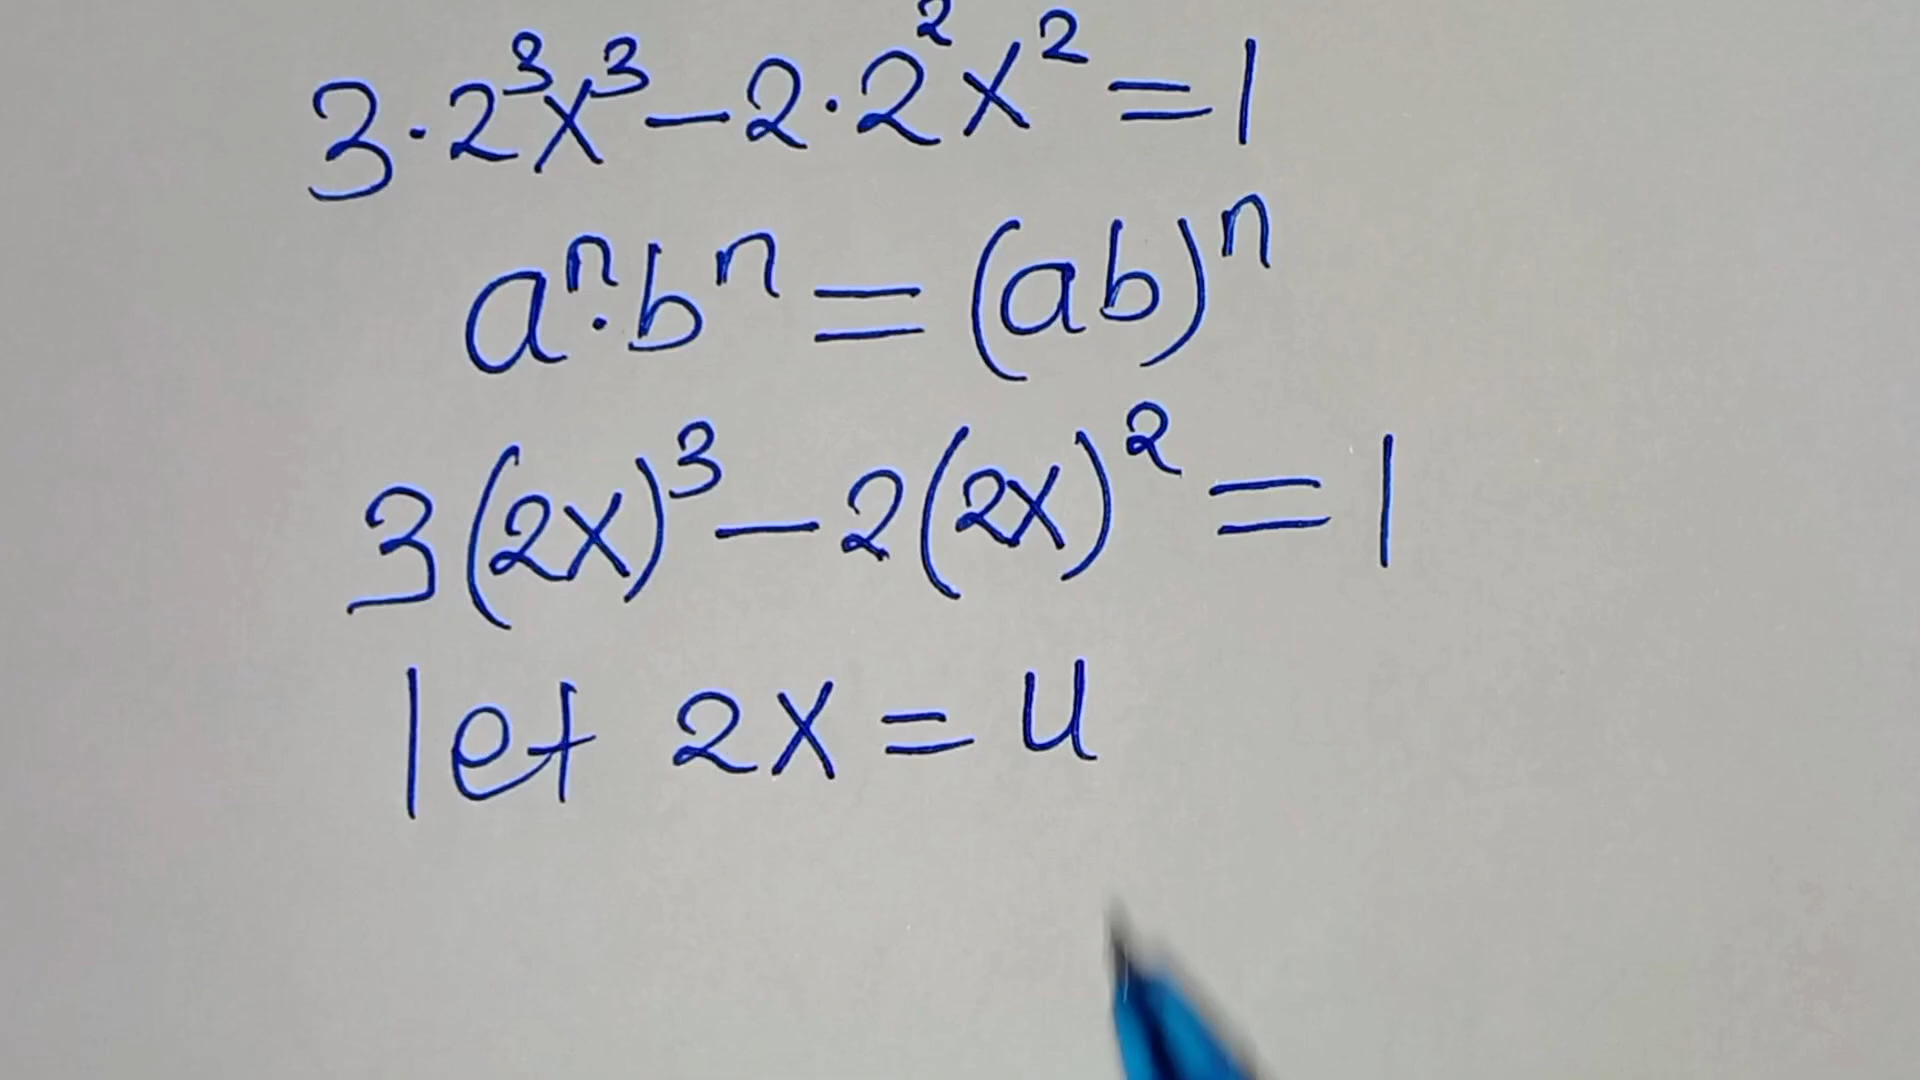 3·2³x³-2·2²x²=1
aⁿ·bⁿ=(ab)ⁿ
3(2x)³-2(2x)²=1
let 2x=u